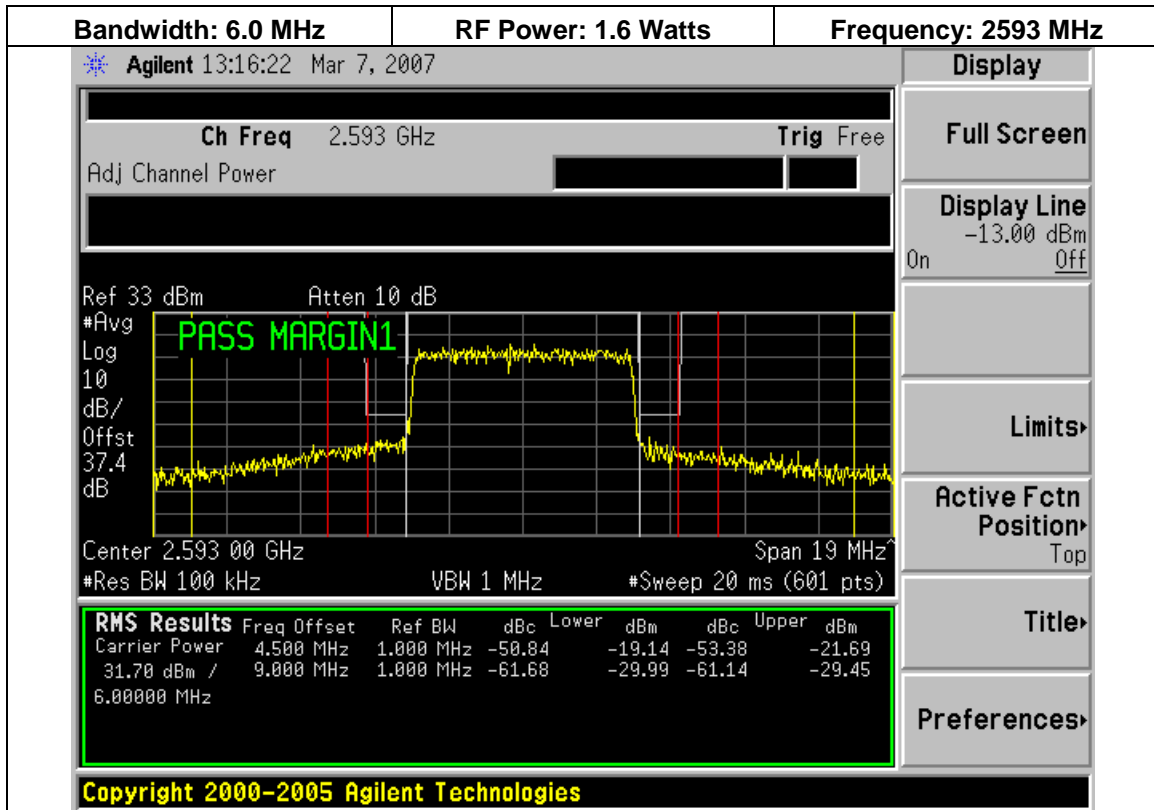 Bandwidth: 6.0 MHz RF Power: 1.6 Watts Frequency: 2593 MHz
Agilent 13:16:22 Mar 7, 2007 Display
Ch Freq 2.593 GHz Trig Free
Adj Channel Power
Full Screen
Display Line
-13.00 dBm
On Off
Ref 33 dBm Atten 10 dB
#Avg
Log
10
dB/
Offst
37.4
dB
PASS MARGIN1
Center 2.593 00 GHz Span 19 MHz^
#Res BW 100 kHz VBW 1 MHz #Sweep 20 ms (601 pts)
Limits
Active Fctn
Position
Top
RMS Results Freq Offset Ref BW dBc Lower dBm dBc Upper dBm
Carrier Power 4.500 MHz 1.000 MHz -50.84 -19.14 -53.38 -21.69
31.70 dBm / 9.000 MHz 1.000 MHz -61.68 -29.99 -61.14 -29.45
6.00000 MHz
Title
Preferences
Copyright 2000-2005 Agilent Technologies